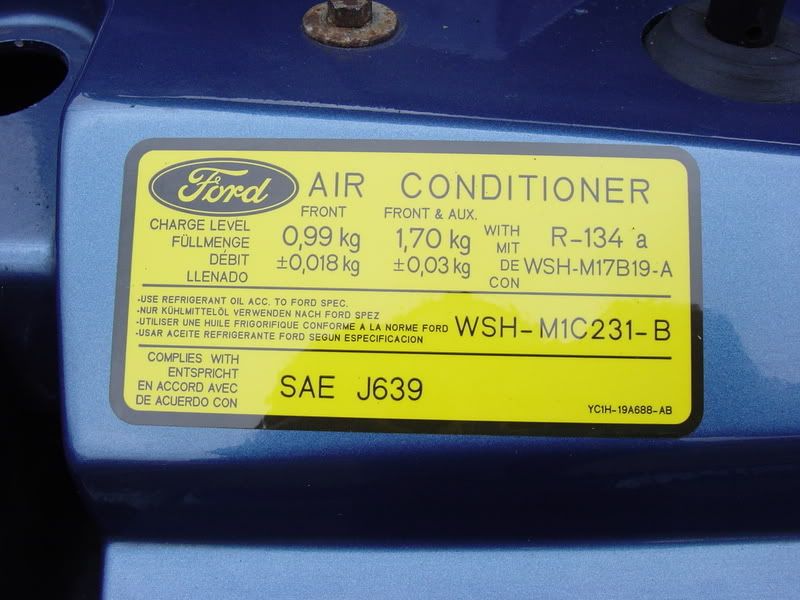 Ford AIR CONDITIONER
FRONT FRONT & AUX.
CHARGE LEVEL
FÜLLMENGE
DÉBIT
LLENADO
0,99 kg 1,70 kg
±0,018 kg ±0,03 kg
WITH
MIT
DE
CON
R-134 a
WSH-M17B19-A
-USE REFRIGERANT OIL ACC. TO FORD SPEC.
-NUR KÜHLMITTELÖL VERWENDEN NACH FORD SPEZ
-UTILISER UNE HUILE FRIGORIFIQUE CONFORME A LA NORME FORD
-USAR ACEITE REFRIGERANTE FORD SEGUN ESPECIFICACION
WSH-M1C231-B
COMPLIES WITH
ENTSPRICHT
EN ACCORD AVEC
DE ACUERDO CON
SAE J639
YC1H-19A688-AB